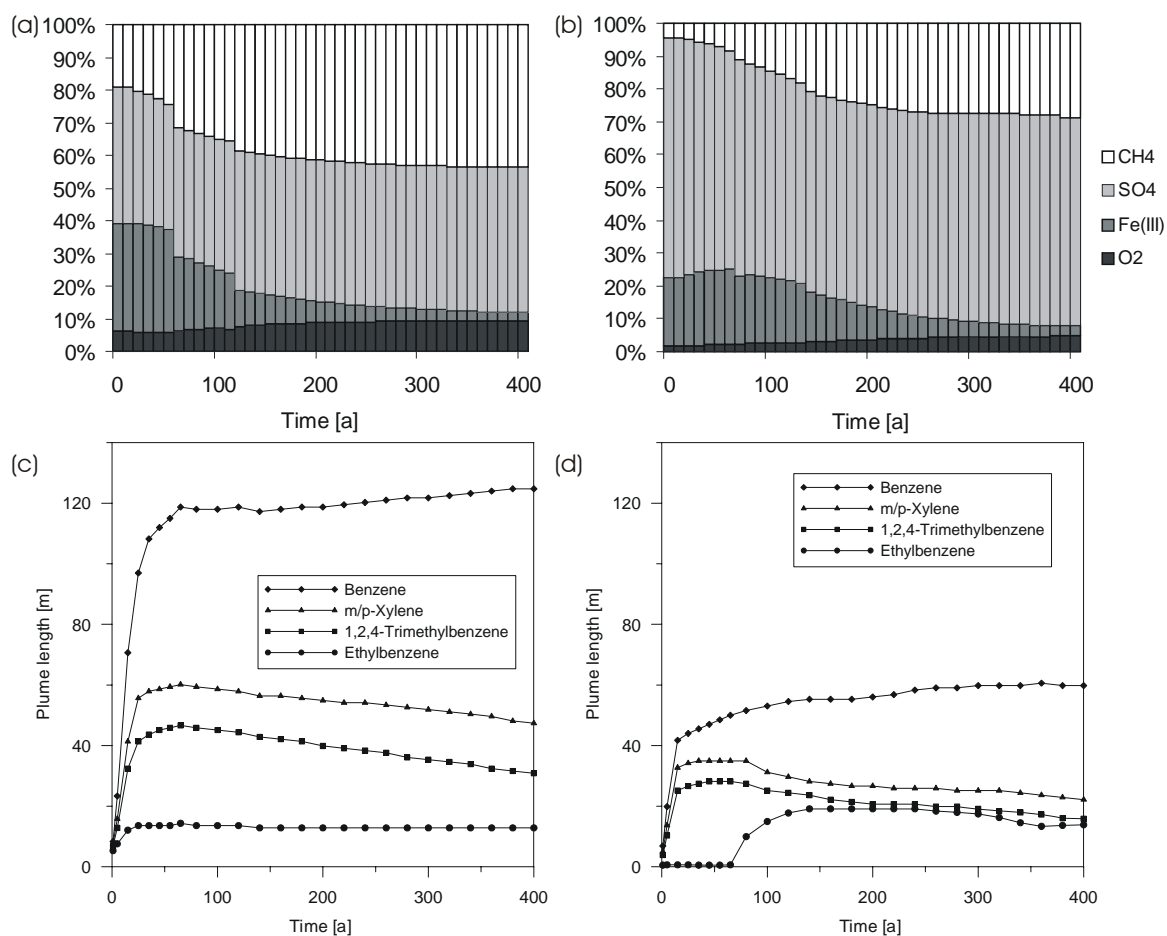 (a)
100%
90%
80%
70%
60%
50%
40%
30%
20%
10%
0%
0 100 200 300 400
Time [a]
(b)
100%
90%
80%
70%
60%
50%
40%
30%
20%
10%
0%
0 100 200 300 400
Time [a]
CH4
SO4
Fe(III)
O2
(c)
Plume length [m]
120
80
40
0
0 100 200 300 400
Time [a]
Benzene
m/p-Xylene
1,2,4-Trimethylbenzene
Ethylbenzene
(d)
Plume length [m]
120
80
40
0
0 100 200 300 400
Time [a]
Benzene
m/p-Xylene
1,2,4-Trimethylbenzene
Ethylbenzene